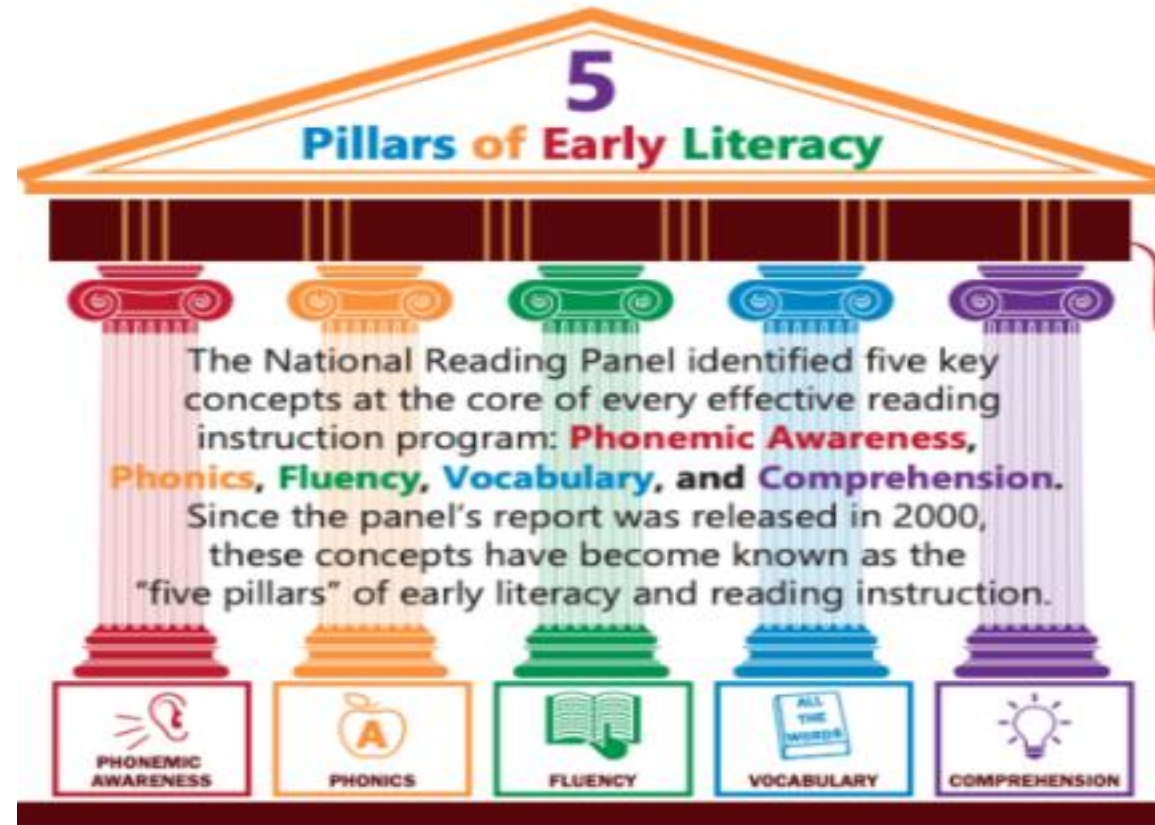 5
Pillars of Early Literacy
The National Reading Panel identified five key
concepts at the core of every effective reading
instruction program: Phonemic Awareness,
Phonics, Fluency, Vocabulary, and Comprehension.
Since the panel's report was released in 2000,
these concepts have become known as the
"five pillars" of early literacy and reading instruction.
PHONEMIC
AWARENESS
A
PHONICS
FLUENCY
ALL
THE
WORDS
VOCABULARY
COMPREHENSION